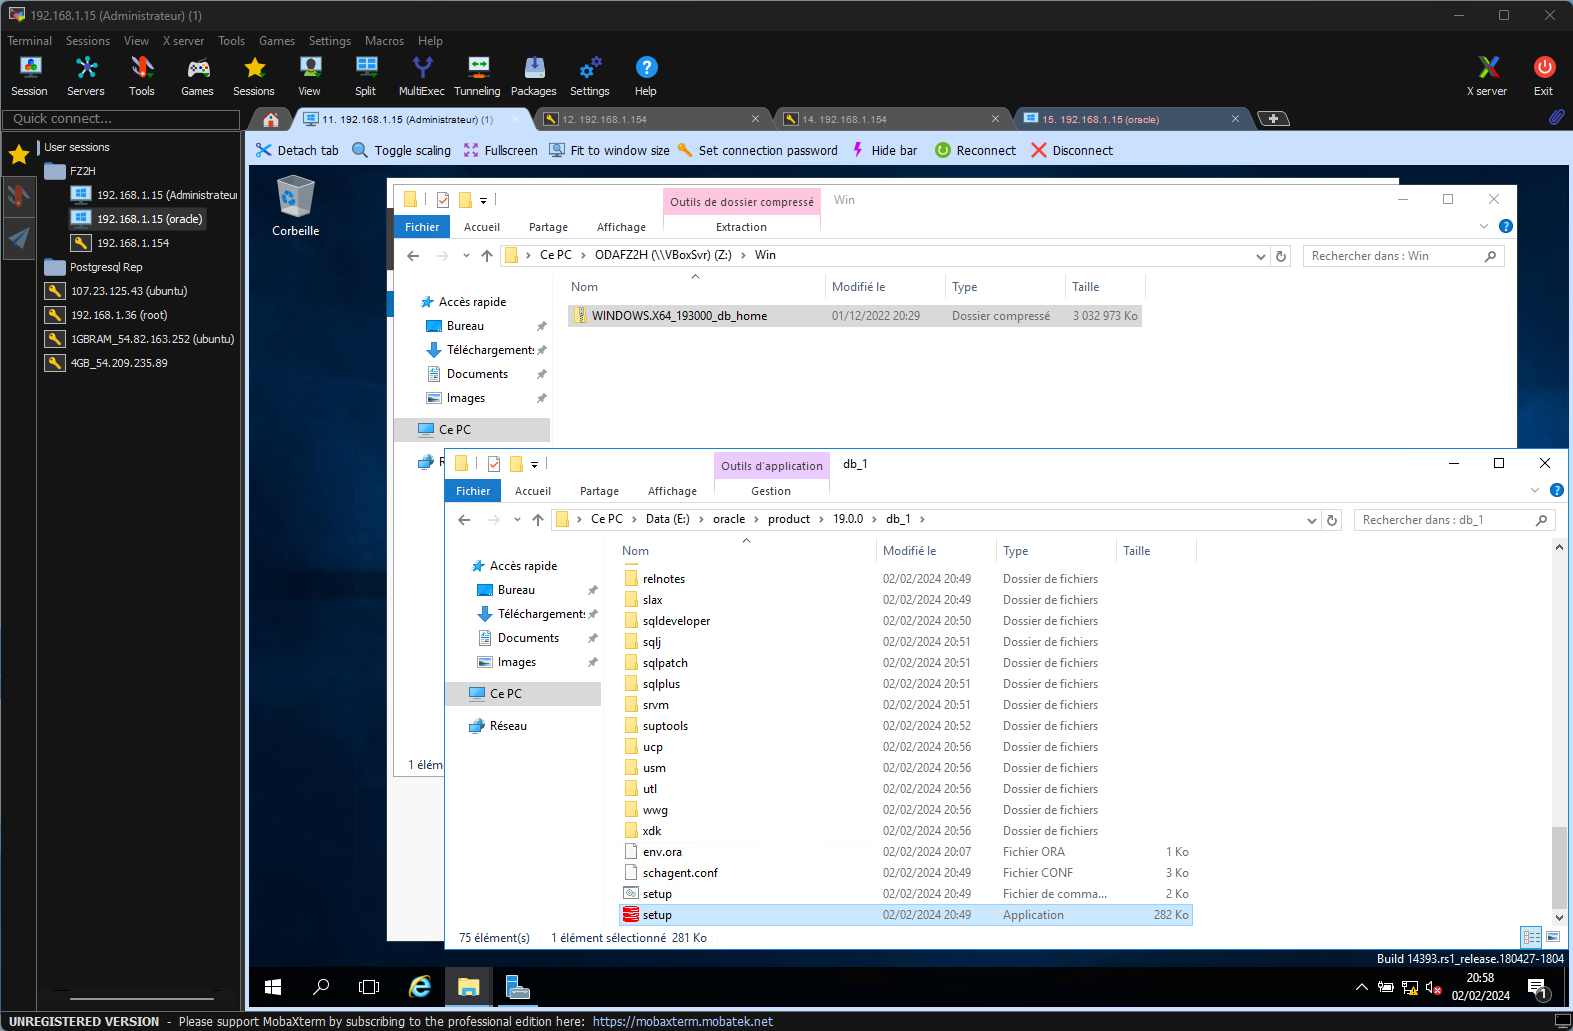 192.168.1.15 (Administrateur) (1)
Terminal Sessions View X server Tools Games Settings Macros Help
Session Servers Tools Games Sessions View Split MultiExec Tunneling Packages Settings Help X server Exit
Quick connect...
11. 192.168.1.15 (Administrateur) (1)
12. 192.168.1.154
14. 192.168.1.154
15. 192.168.1.15 (oracle)
Detach tab Toggle scaling Fullscreen Fit to window size Set connection password Hide bar Reconnect Disconnect
User sessions
FZ2H
192.168.1.15 (Administrateur
192.168.1.15 (oracle)
192.168.1.154
Postgresql Rep
107.23.125.43 (ubuntu)
192.168.1.36 (root)
1GBRAM_54.82.163.252 (ubuntu)
4GB_54.209.235.89
Corbeille
Outils de dossier compressé Win
Fichier Accueil Partage Affichage Extraction
Ce PC ODAFZ2H (\\VBoxSvr) (Z:) Win
Rechercher dans : Win
Nom Modifié le Type Taille
WINDOWS.X64_193000_db_home 01/12/2022 20:29 Dossier compressé 3 032 973 Ko
Accès rapide
Bureau
Téléchargements
Documents
Images
Ce PC
R
1 élém
Outils d'application db_1
Fichier Accueil Partage Affichage Gestion
Ce PC Data (E:) oracle product 19.0.0 db_1
Rechercher dans : db_1
Nom Modifié le Type Taille
Accès rapide
Bureau
Téléchargements
Documents
Images
Ce PC
Réseau
relnotes 02/02/2024 20:49 Dossier de fichiers
slax 02/02/2024 20:49 Dossier de fichiers
sqldeveloper 02/02/2024 20:50 Dossier de fichiers
sqlj 02/02/2024 20:51 Dossier de fichiers
sqlpatch 02/02/2024 20:51 Dossier de fichiers
sqlplus 02/02/2024 20:51 Dossier de fichiers
srvm 02/02/2024 20:51 Dossier de fichiers
suptools 02/02/2024 20:52 Dossier de fichiers
ucp 02/02/2024 20:56 Dossier de fichiers
usm 02/02/2024 20:56 Dossier de fichiers
utl 02/02/2024 20:56 Dossier de fichiers
wwg 02/02/2024 20:56 Dossier de fichiers
xdk 02/02/2024 20:56 Dossier de fichiers
env.ora 02/02/2024 20:07 Fichier ORA 1 Ko
schagent.conf 02/02/2024 20:49 Fichier CONF 3 Ko
setup 02/02/2024 20:49 Fichier de comma... 2 Ko
setup 02/02/2024 20:49 Application 282 Ko
75 élément(s) 1 élément sélectionné 281 Ko
Build 14393.rs1_release.180427-1804
20:58
02/02/2024
1
UNREGISTERED VERSION - Please support MobaXterm by subscribing to the professional edition here: https://mobaxterm.mobatek.net